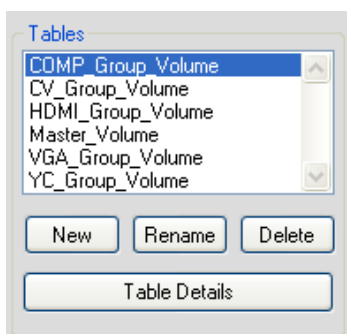 Tables
COMP_Group_Volume
CV_Group_Volume
HDMI_Group_Volume
Master_Volume
VGA_Group_Volume
YC_Group_Volume
New Rename Delete
Table Details